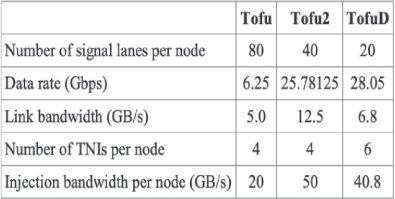 Tofu Tofu2 TofuD
Number of signal lanes per node 80 40 20
Data rate (Gbps) 6.25 25.78125 28.05
Link bandwidth (GB/s) 5.0 12.5 6.8
Number of TNIs per node 4 4 6
Injection bandwidth per node (GB/s) 20 50 40.8